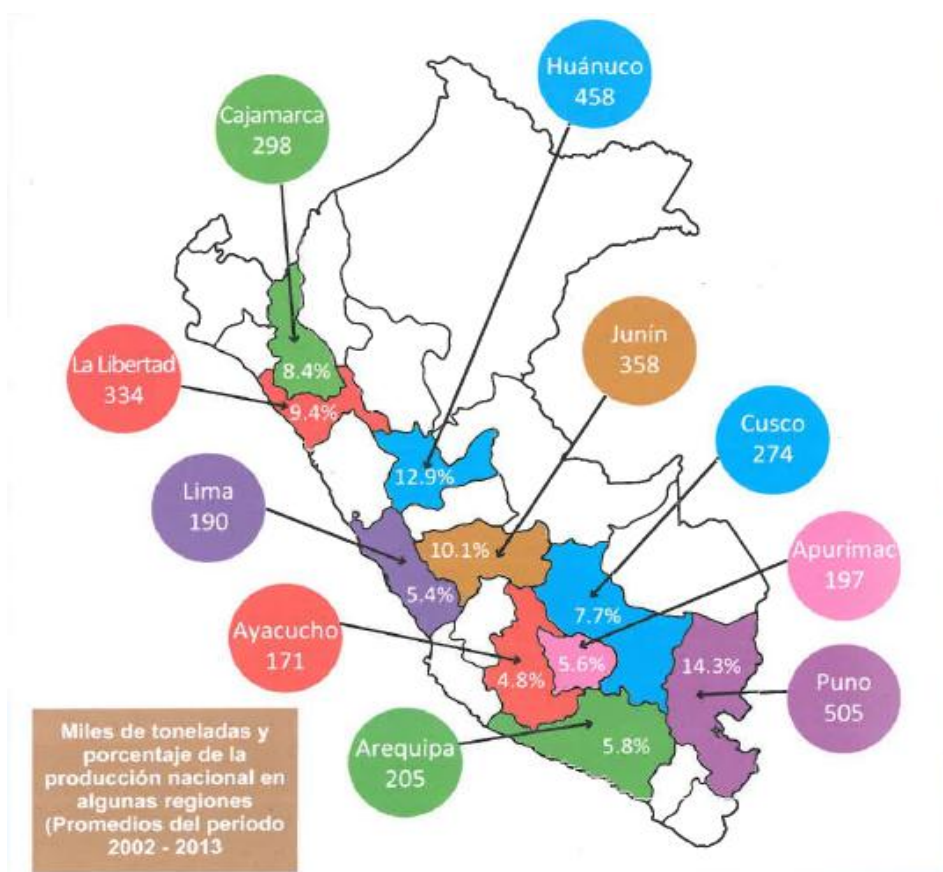 Huánuco
458
Cajamarca
298
Junín
358
La Libertad
334
8.4%
9.4%
Cusco
274
12.9%
Lima
190
10.1%
Apurímac
197
5.4%
7.7%
Ayacucho
171
5.6%
4.8%
14.3%
Puno
505
Arequipa
205
5.8%
Miles de toneladas y
porcentaje de la
producción nacional en
algunas regiones
(Promedios del periodo
2002 - 2013